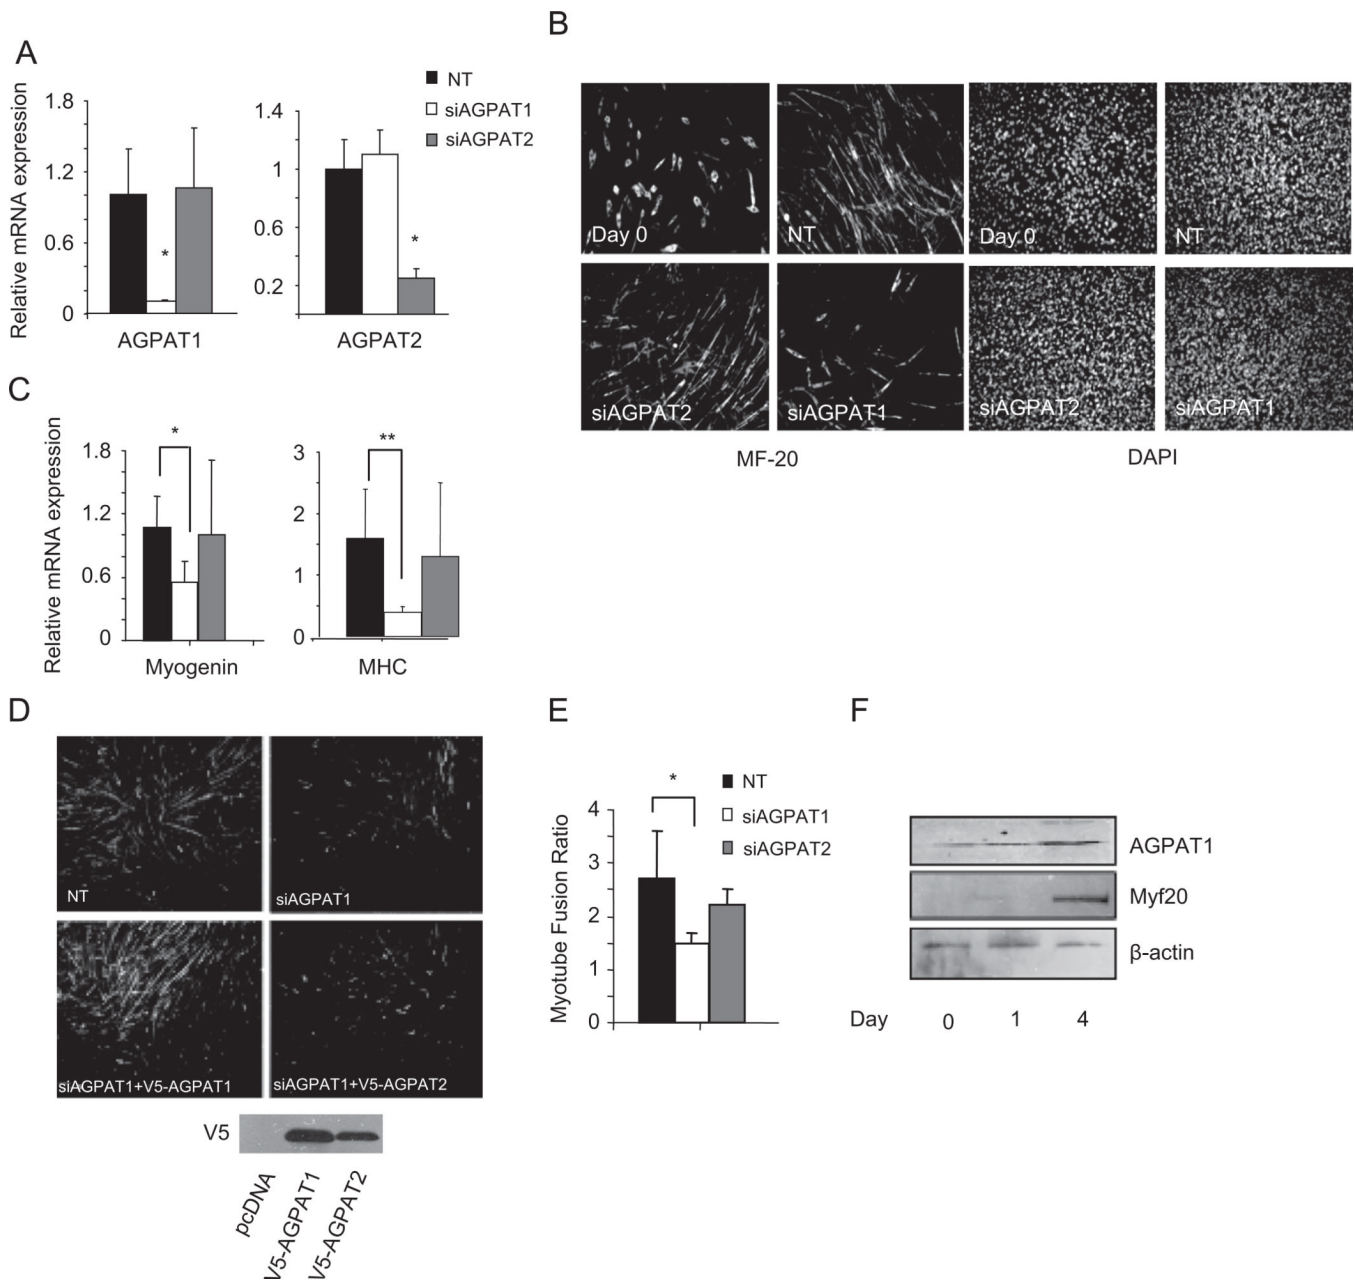 A
Relative mRNA expression
1.8
1.2
0.6
0
*
AGPAT1
1.4
1
0.6
0.2
*
AGPAT2
NT
siAGPAT1
siAGPAT2
B
Day 0
NT
Day 0
NT
siAGPAT2
siAGPAT1
siAGPAT2
siAGPAT1
MF-20
DAPI
C
Relative mRNA expression
1.8
1.2
0.6
0
*
Myogenin
3
2
1
0
**
MHC
D
NT
siAGPAT1
siAGPAT1+V5-AGPAT1
siAGPAT1+V5-AGPAT2
V5
pcDNA
V5-AGPAT1
V5-AGPAT2
E
Myotube Fusion Ratio
4
3
2
1
0
*
NT
siAGPAT1
siAGPAT2
F
AGPAT1
Myf20
β-actin
Day 0 1 4